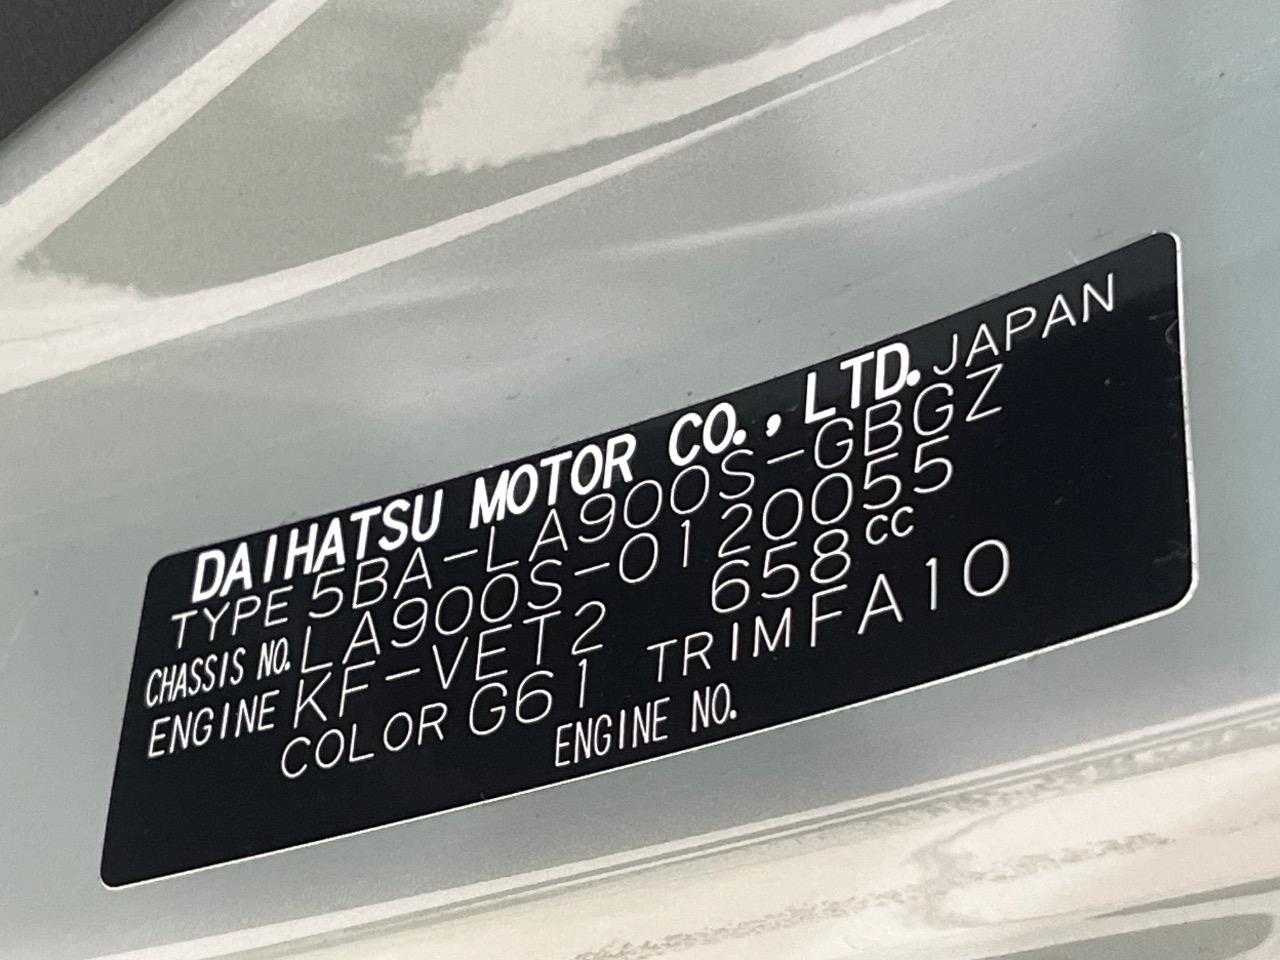 DAIHATSU MOTOR CO., LTD. JAPAN
TYPE 5BA-LA900S-GBGZ
CHASSIS NO. LA900S-0120055
ENGINE KF-VET2 658cc
COLOR G61 TRIM FA10
ENGINE NO.